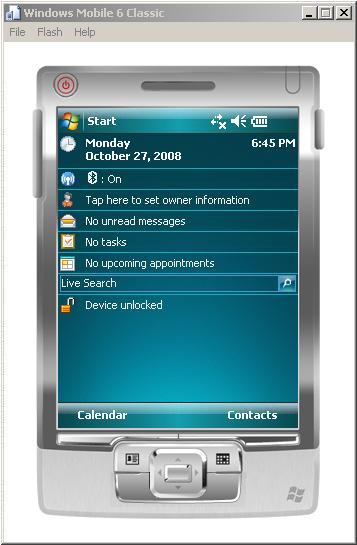 Windows Mobile 6 Classic
File Flash Help
Start
Monday 6:45 PM
October 27, 2008
: On
Tap here to set owner information
No unread messages
No tasks
No upcoming appointments
Live Search
Device unlocked
Calendar Contacts